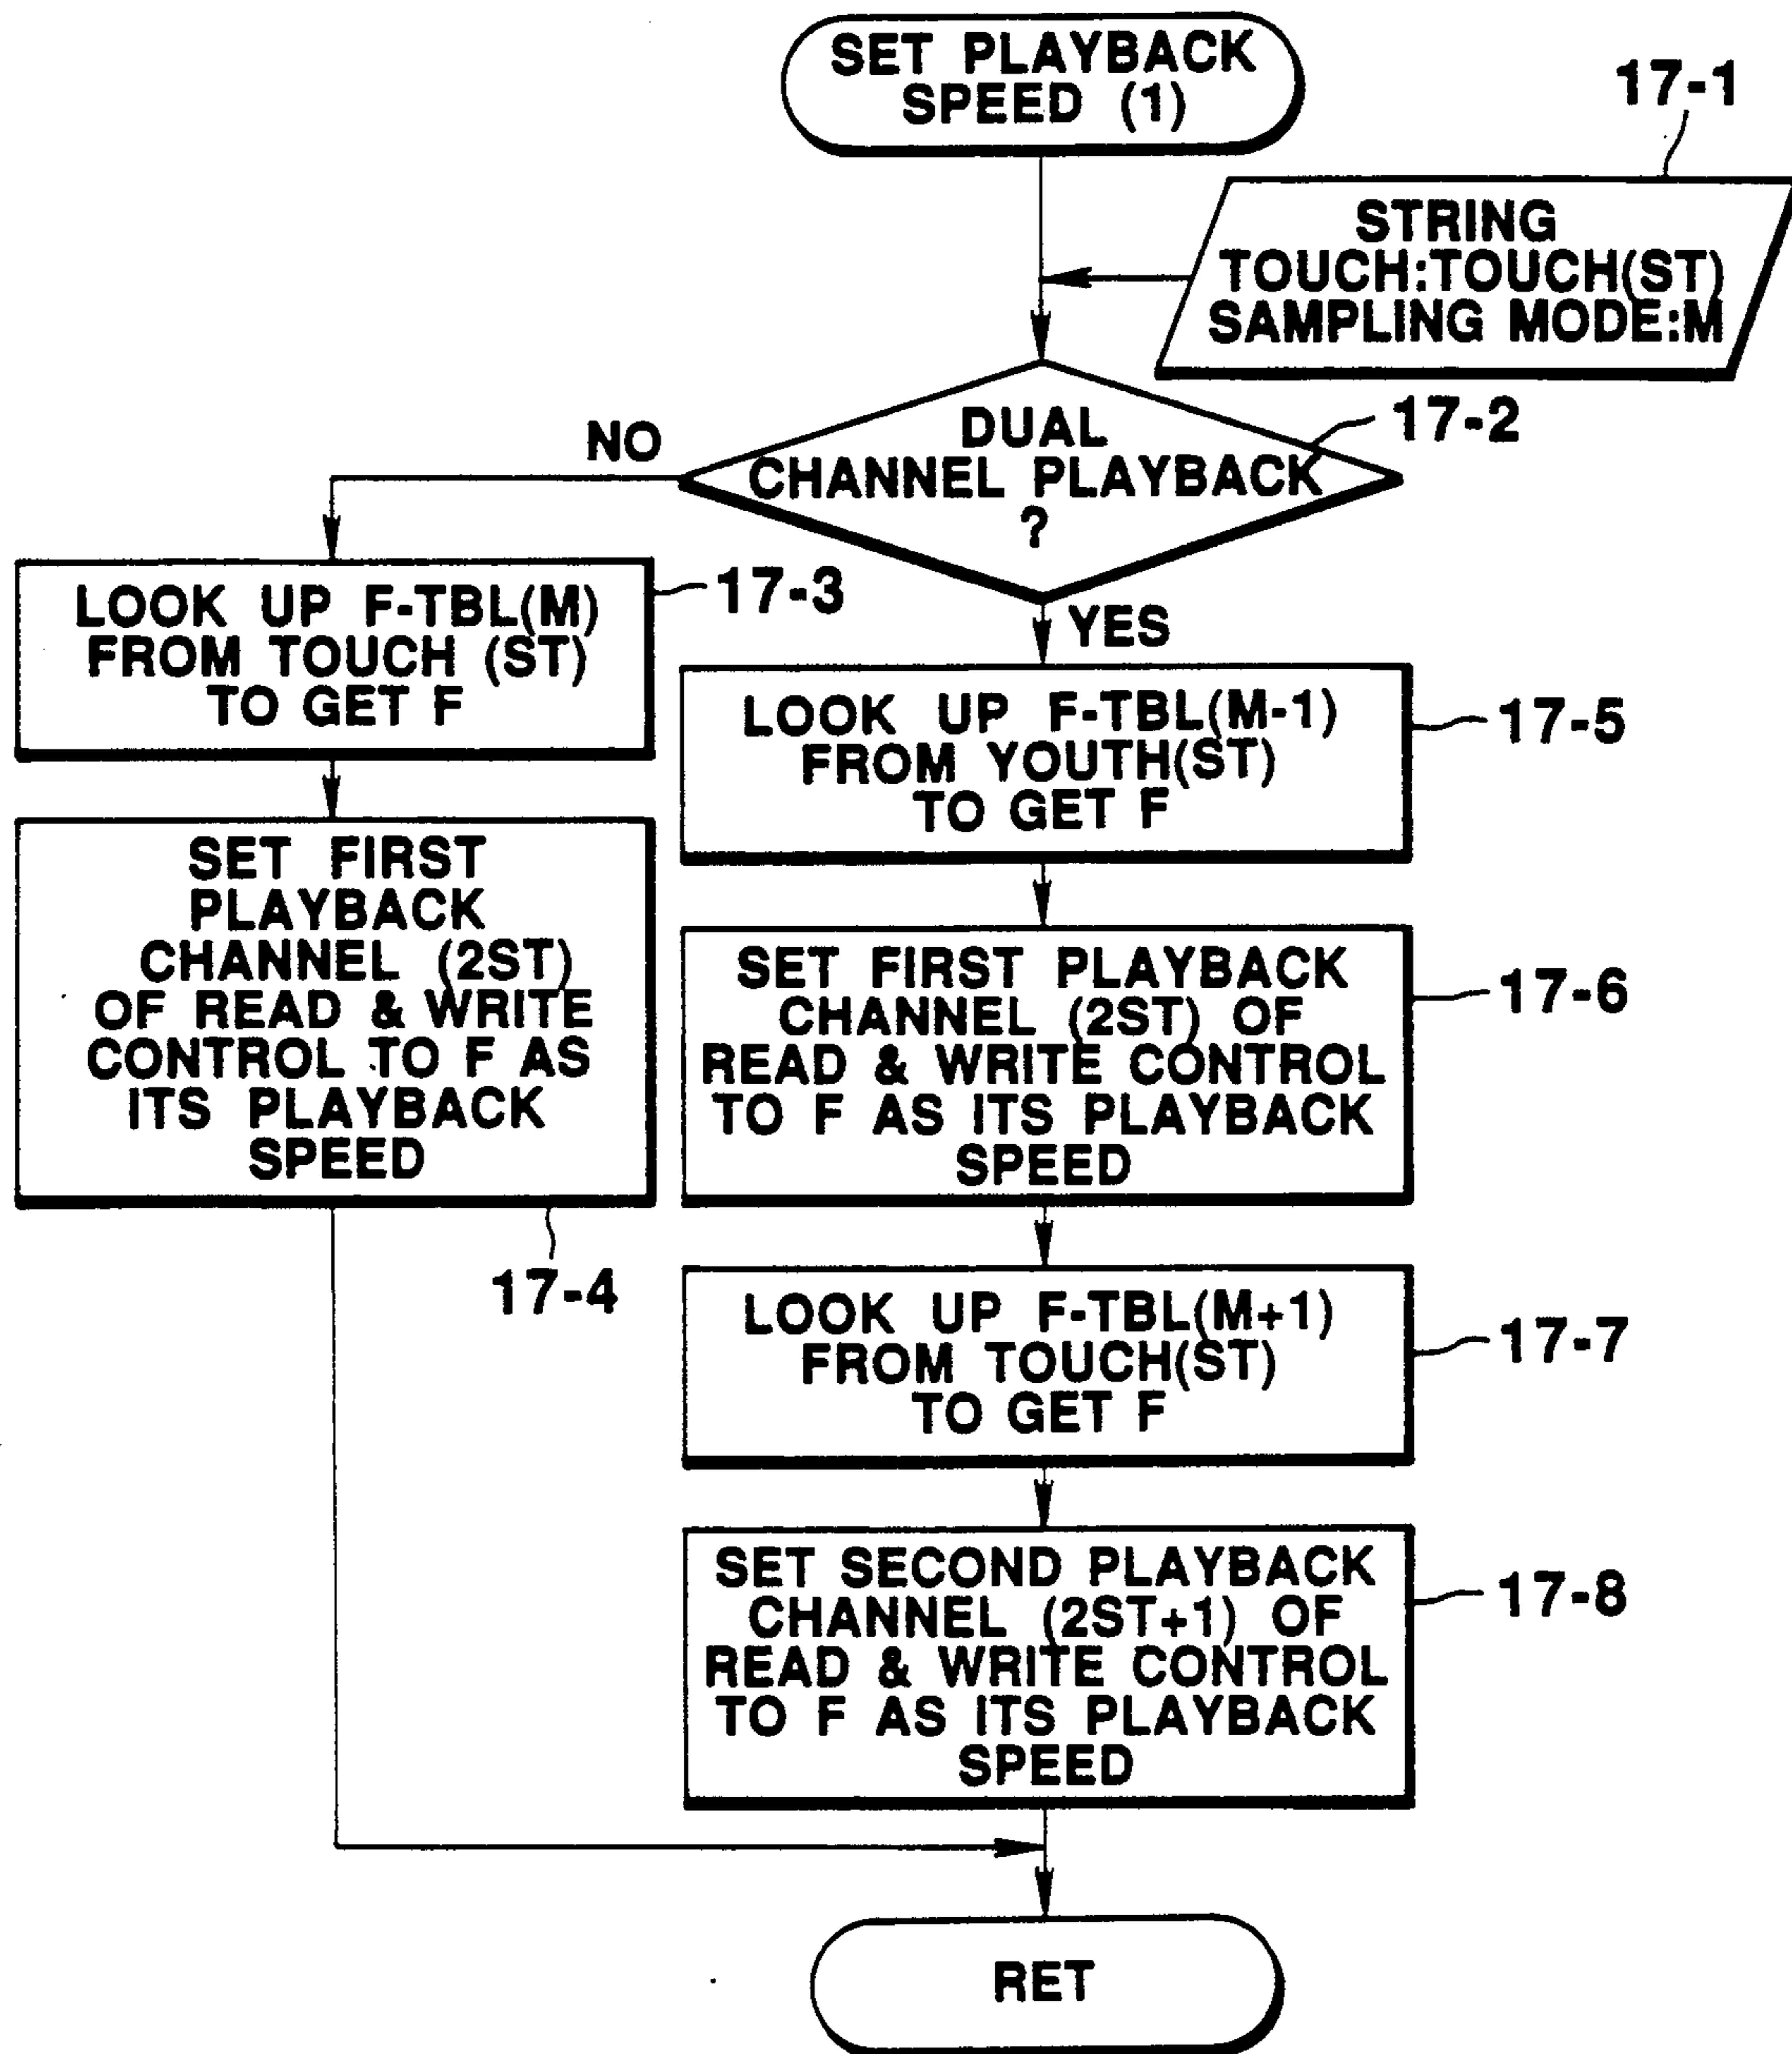 SET PLAYBACK
SPEED (1)
17-1
STRING
TOUCH:TOUCH(ST)
SAMPLING MODE:M
17-2
DUAL
CHANNEL PLAYBACK
?
NO
YES
LOOK UP F-TBL(M)
FROM TOUCH (ST)
TO GET F
17-3
SET FIRST
PLAYBACK
CHANNEL (2ST)
OF READ & WRITE
CONTROL TO F AS
ITS PLAYBACK
SPEED
17-4
LOOK UP F-TBL(M-1)
FROM YOUTH(ST)
TO GET F
17-5
SET FIRST PLAYBACK
CHANNEL (2ST) OF
READ & WRITE CONTROL
TO F AS ITS PLAYBACK
SPEED
17-6
LOOK UP F-TBL(M+1)
FROM TOUCH(ST)
TO GET F
17-7
SET SECOND PLAYBACK
CHANNEL (2ST+1) OF
READ & WRITE CONTROL
TO F AS ITS PLAYBACK
SPEED
17-8
RET